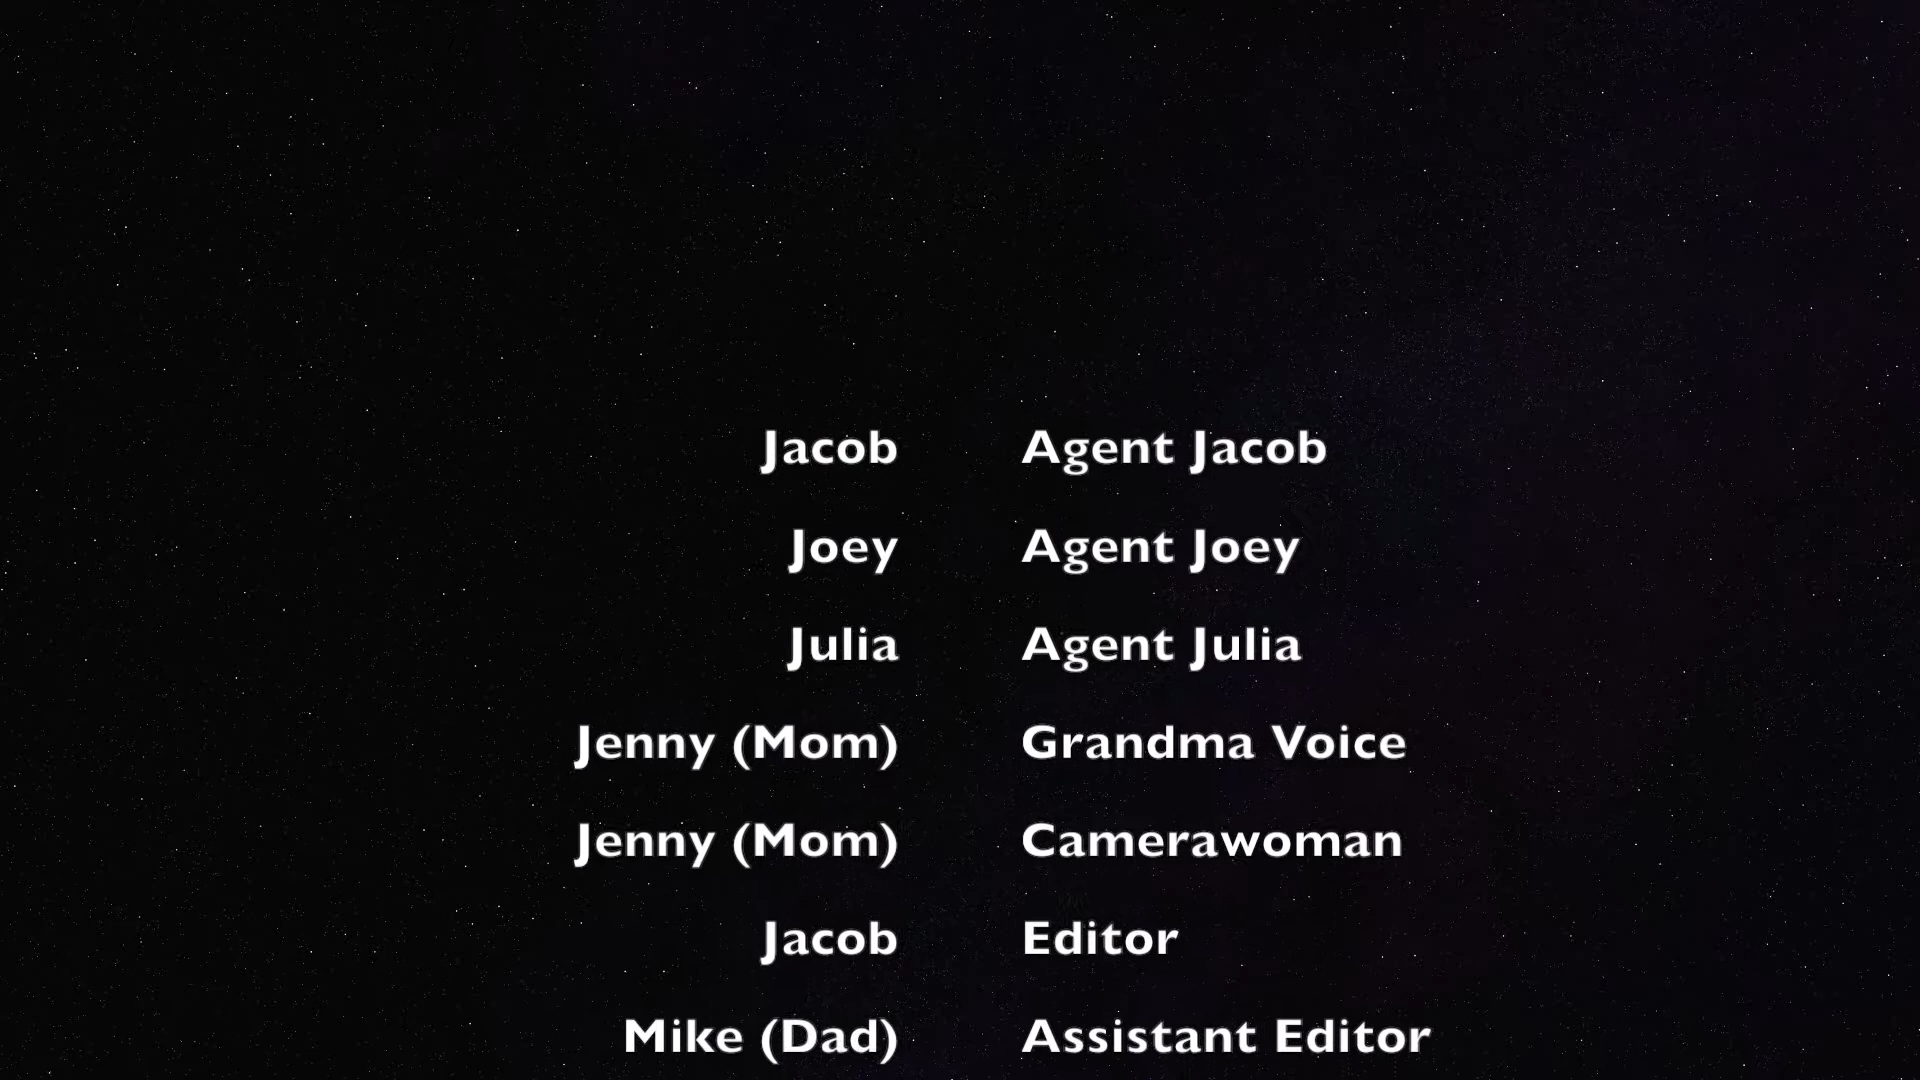 Jacob Agent Jacob
Joey Agent Joey
Julia Agent Julia
Jenny (Mom) Grandma Voice
Jenny (Mom) Camerawoman
Jacob Editor
Mike (Dad) Assistant Editor